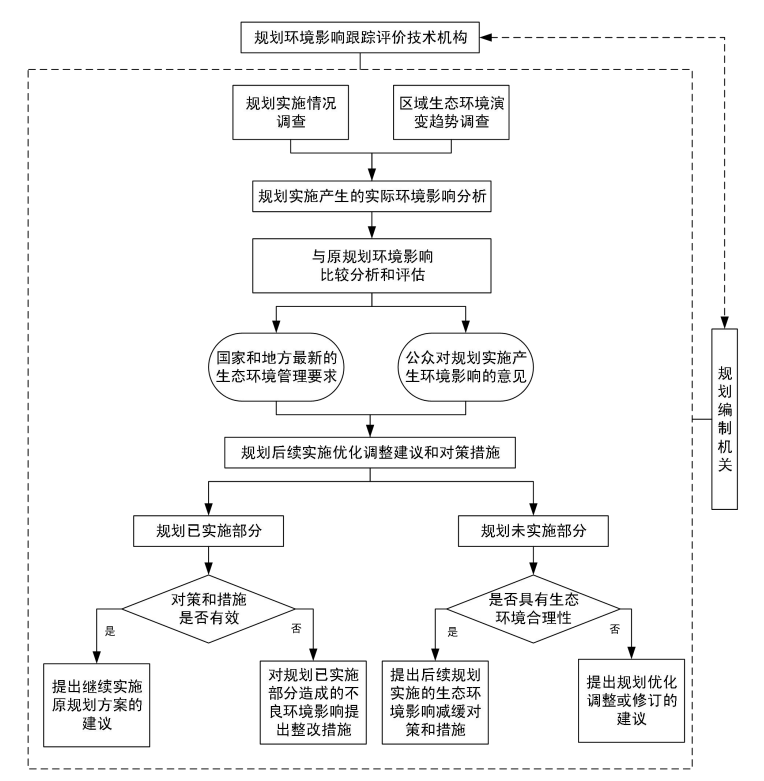 规划环境影响跟踪评价技术机构
规划实施情况
调查
区域生态环境演
变趋势调查
规划实施产生的实际环境影响分析
与原规划环境影响
比较分析和评估
国家和地方最新的
生态环境管理要求
公众对规划实施产
生环境影响的意见
规划编制机关
规划后续实施优化调整建议和对策措施
规划已实施部分
规划未实施部分
对策和措施
是否有效
是否具有生态
环境合理性
是
否
是
否
提出继续实施
原规划方案的
建议
对规划已实施
部分造成的不
良环境影响提
出整改措施
提出后续规划
实施的生态环
境影响减缓对
策和措施
提出规划优化
调整或修订的
建议